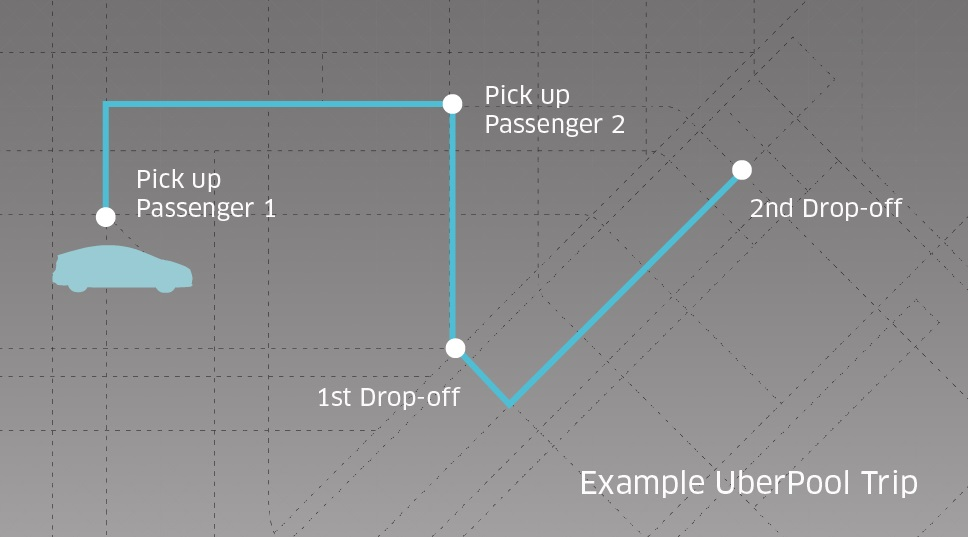 Pick up
Passenger 2
Pick up
Passenger 1
2nd Drop-off
1st Drop-off
Example UberPool Trip